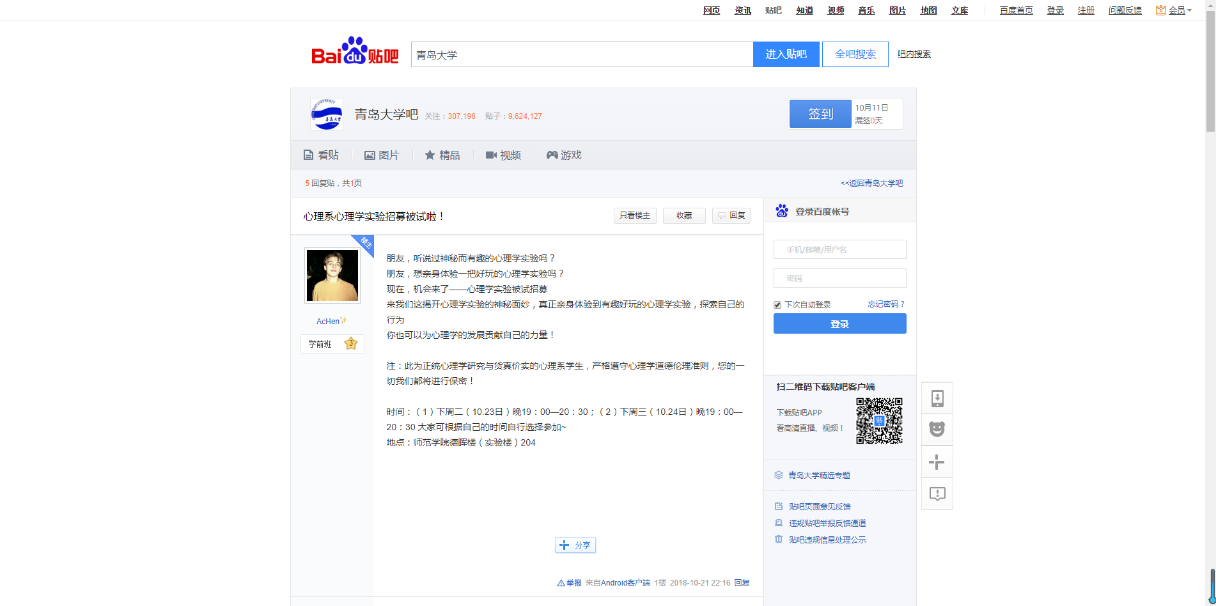 网页 资讯 贴吧 知道 视频 音乐 图片 地图 文库 百度首页 登录 注册 问题反馈 会员
Bai du 贴吧 青岛大学 进入贴吧 全吧搜索 吧内搜索
青岛大学吧 关注：307,196 贴子：9,624,127 签到 10月11日
漏签0天
看贴 图片 精品 视频 游戏
5 回复贴，共1页 <<返回青岛大学吧
心理系心理学实验招募被试啦！ 只看楼主 收藏 回复
楼主
AcHen
学前班 3
朋友，听说过神秘而有趣的心理学实验吗？
朋友，想亲身体验一把好玩的心理学实验吗？
现在，机会来了——心理学实验被试招募
来我们这揭开心理学实验的神秘面纱，真正亲身体验到有趣好玩的心理学实验，探索自己的
行为
你也可以为心理学的发展贡献自己的力量！
注：此为正统心理学研究与货真价实的心理系学生，严格遵守心理学道德伦理准则，您的一
切我们都将进行保密！
时间：（1）下周二（10.23日）晚19：00—20：30；（2）下周三（10.24日）晚19：00—
20：30 大家可根据自己的时间自行选择参加~
地点：师范学院德晖楼（实验楼）204
分享
举报 来自Android客户端 1楼 2018-10-21 22:16 回复
登录百度帐号
手机/邮箱/用户名
密码
下次自动登录 忘记密码？
登录
扫二维码下载贴吧客户端
下载贴吧APP
看高清直播、视频！
青岛大学精选专题
贴吧页面意见反馈
违规贴吧举报反馈通道
贴吧违规信息处理公示